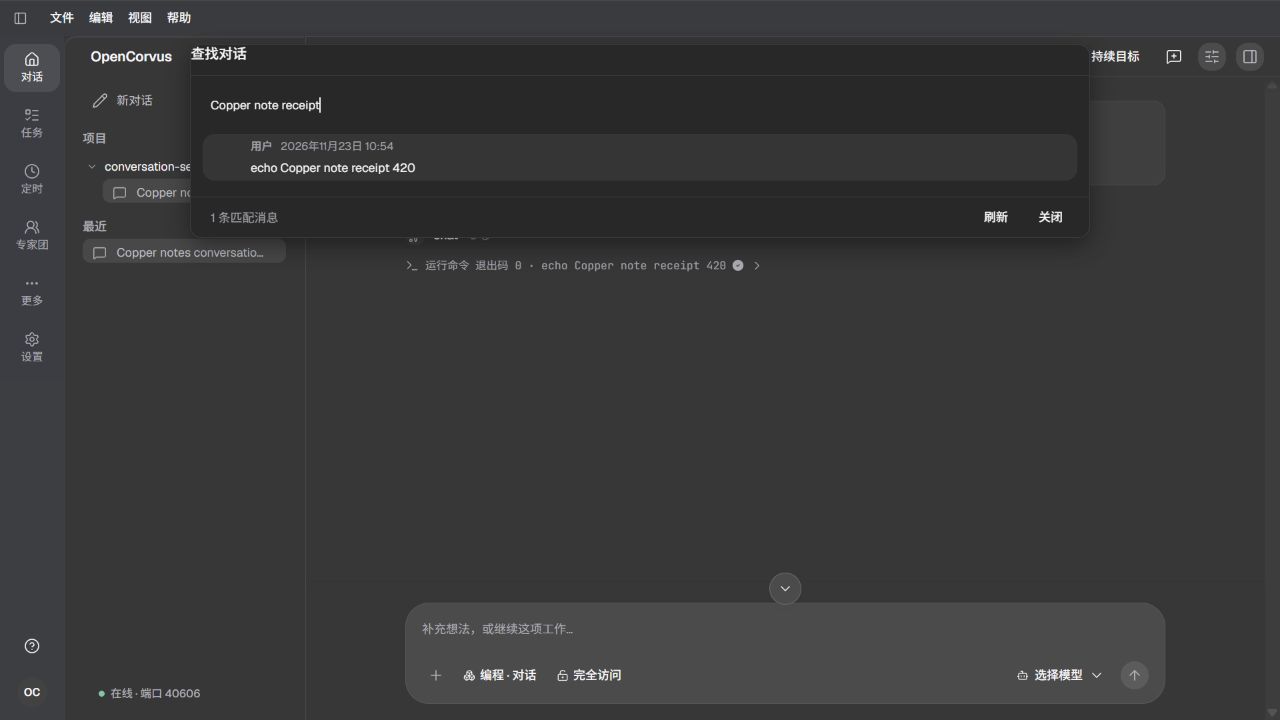 文件 编辑 视图 帮助
对话
任务
定时
专家团
更多
设置
OC
OpenCorvus
新对话
项目
conversation-se
Copper no
最近
Copper notes conversatio...
在线 · 端口 40606
持续目标
查找对话
Copper note receipt
用户 2026年11月23日 10:54
echo Copper note receipt 420
1 条匹配消息
刷新 关闭
>_ 运行命令 退出码 0 · echo Copper note receipt 420
补充想法，或继续这项工作...
编程 · 对话 完全访问 选择模型